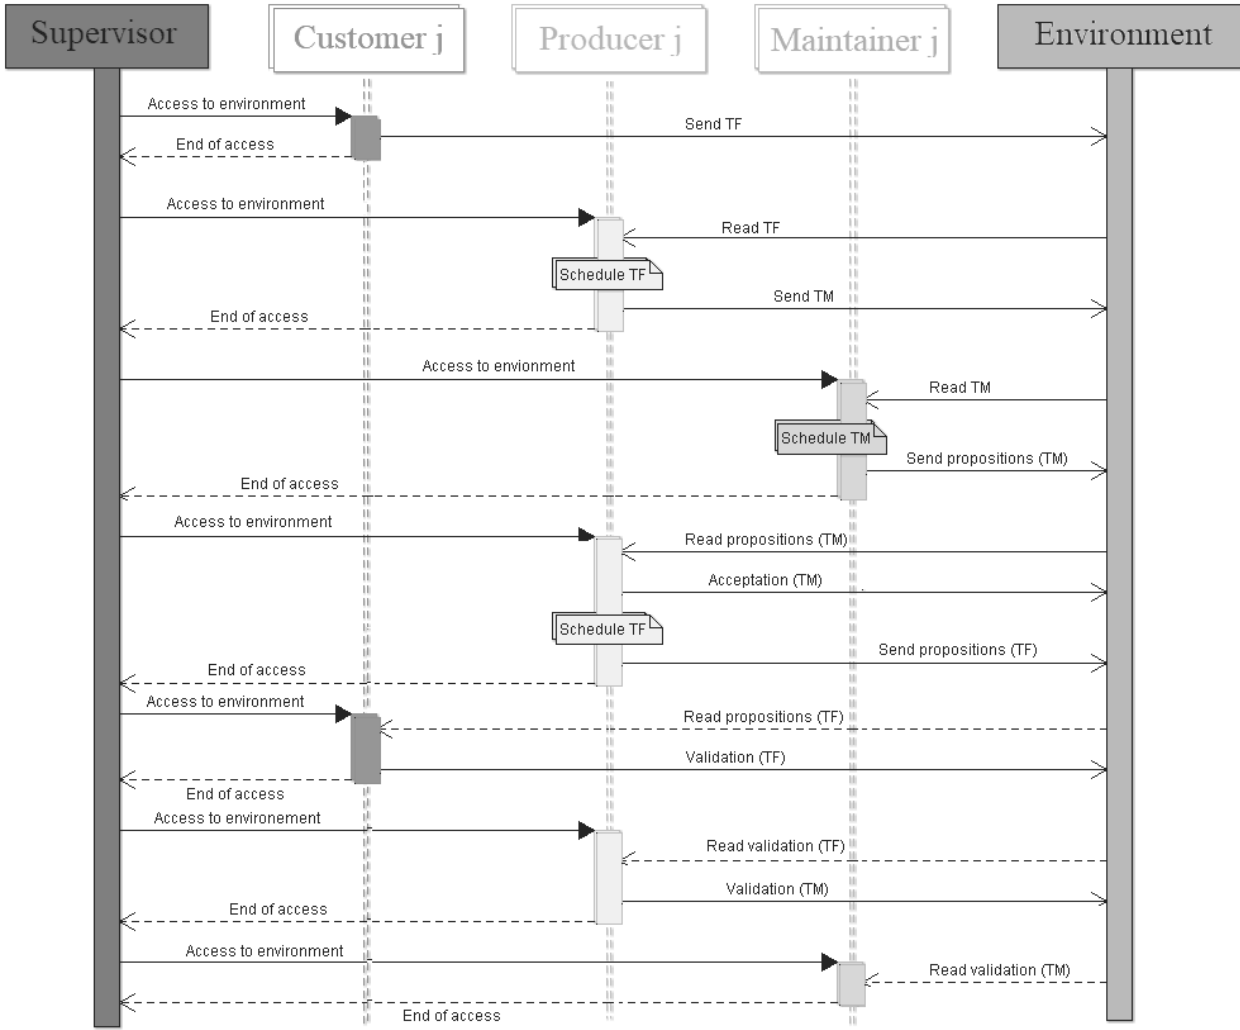 Supervisor
Customer j
Producer j
Maintainer j
Environment
Access to environment
Send TF
End of access
Access to environment
Read TF
Schedule TF
Send TM
End of access
Access to envionment
Read TM
Schedule TM
Send propositions (TM)
End of access
Access to environment
Read propositions (TM)
Acceptation (TM)
Schedule TF
Send propositions (TF)
End of access
Access to environment
Read propositions (TF)
Validation (TF)
End of access
Access to environement
Read validation (TF)
Validation (TM)
End of access
Access to environment
Read validation (TM)
End of access